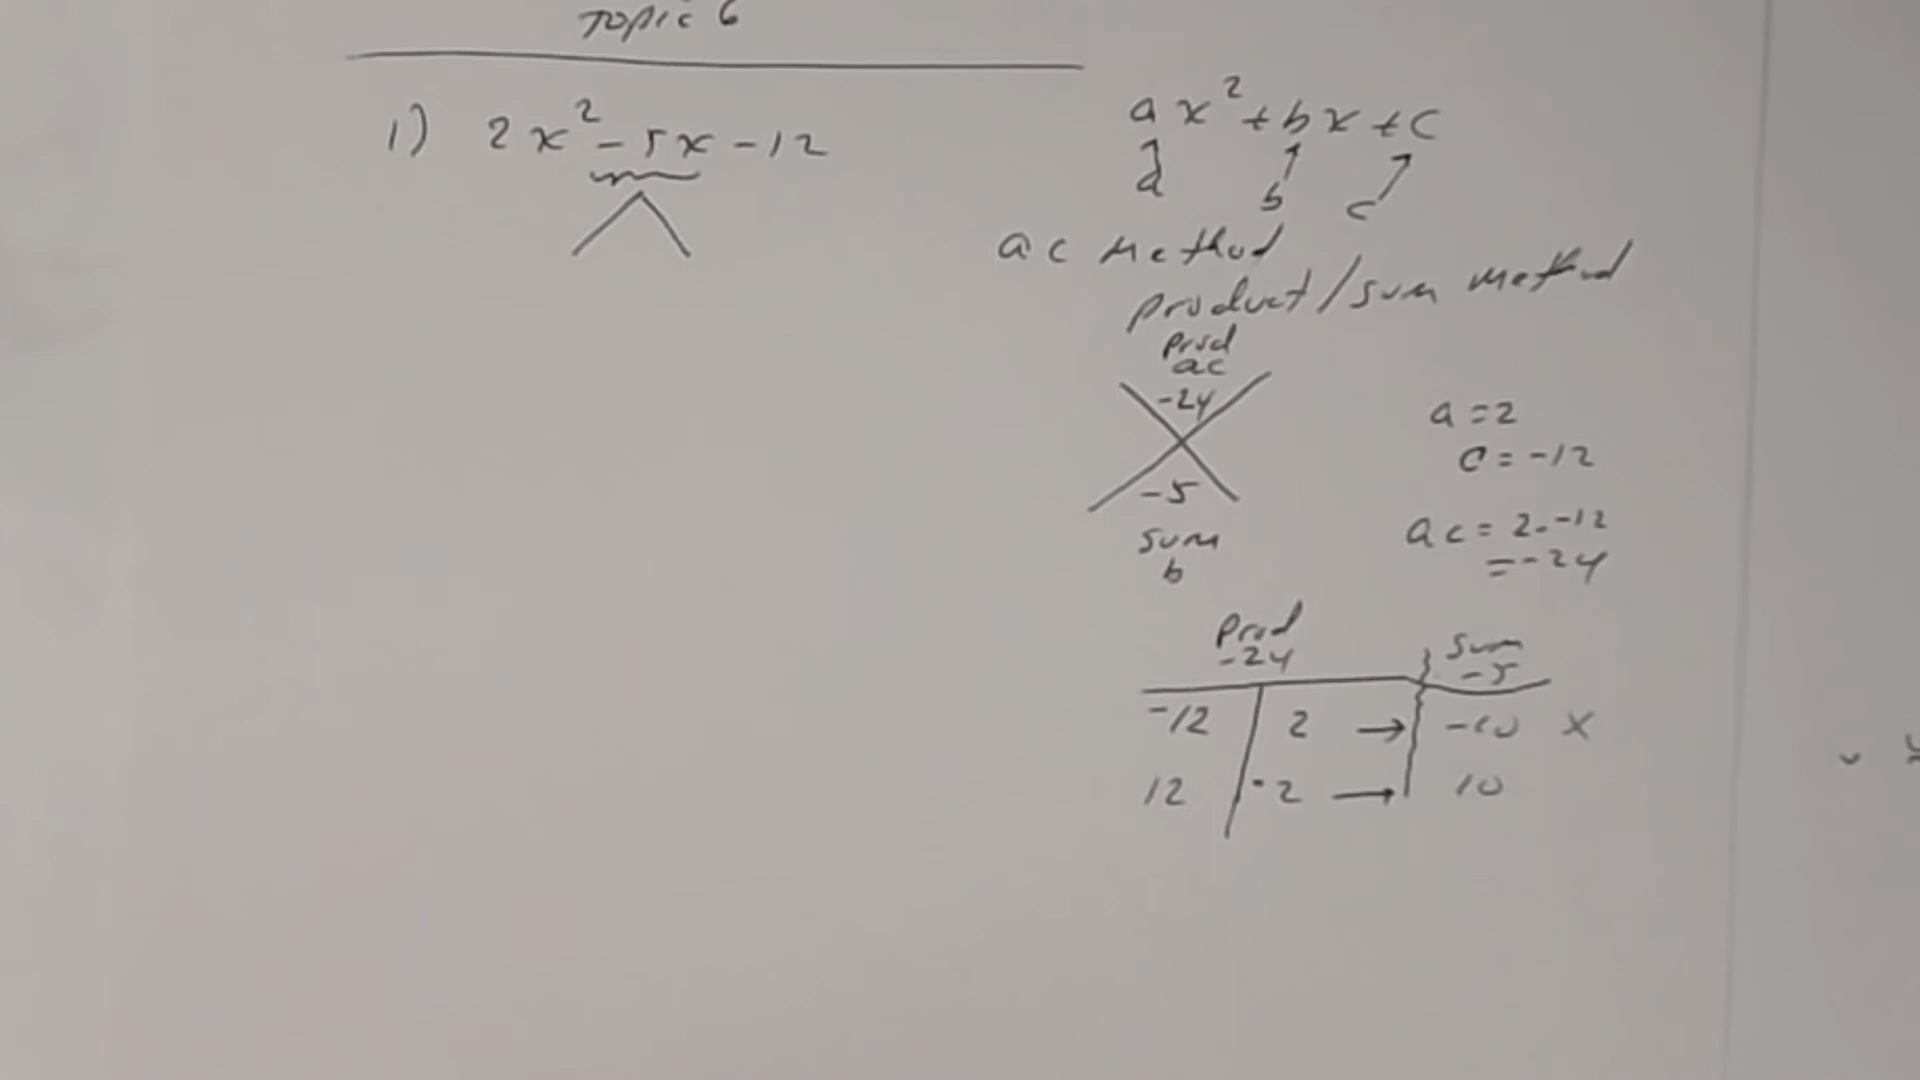 Topic 6
1) 2x² - 5x - 12
ax² + bx + c
a b c
ac Method
product/sum method
prod
ac
-24
-5
sum
b
a = 2
c = -12
ac = 2·-12
= -24
Prod Sum
-24 -5
-12 2 → -10 x
12 -2 → 10